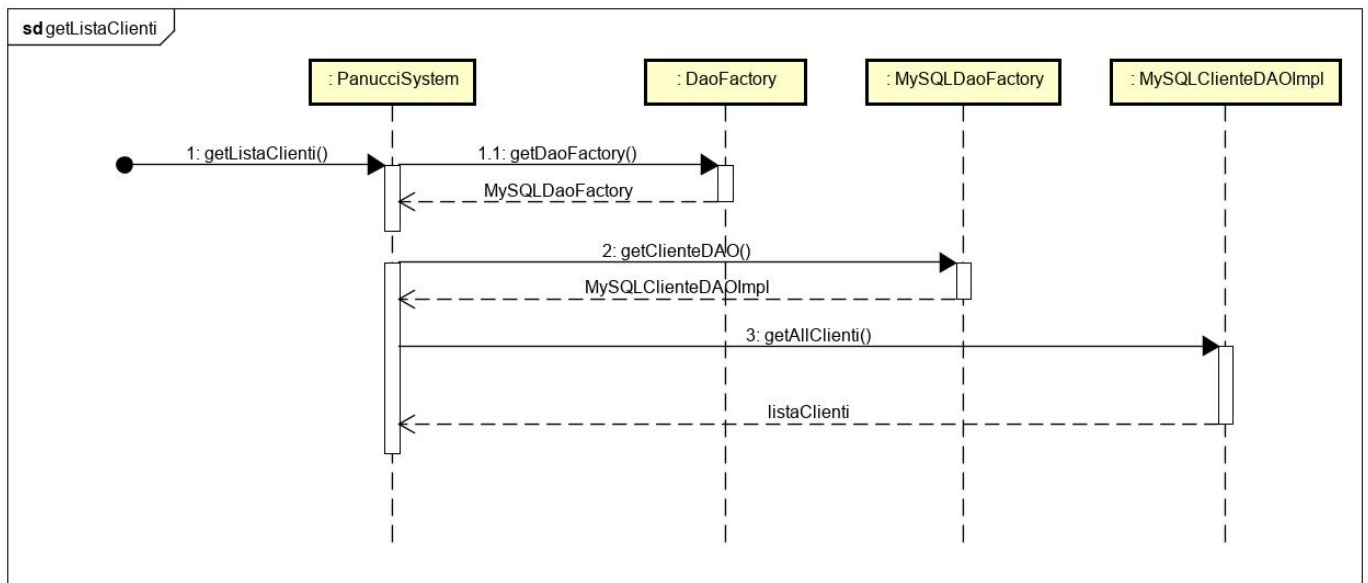 sd getListaClienti
: PanucciSystem
: DaoFactory
: MySQLDaoFactory
: MySQLClienteDAOImpl
1: getListaClienti()
1.1: getDaoFactory()
MySQLDaoFactory
2: getClienteDAO()
MySQLClienteDAOImpl
3: getAllClienti()
listaClienti